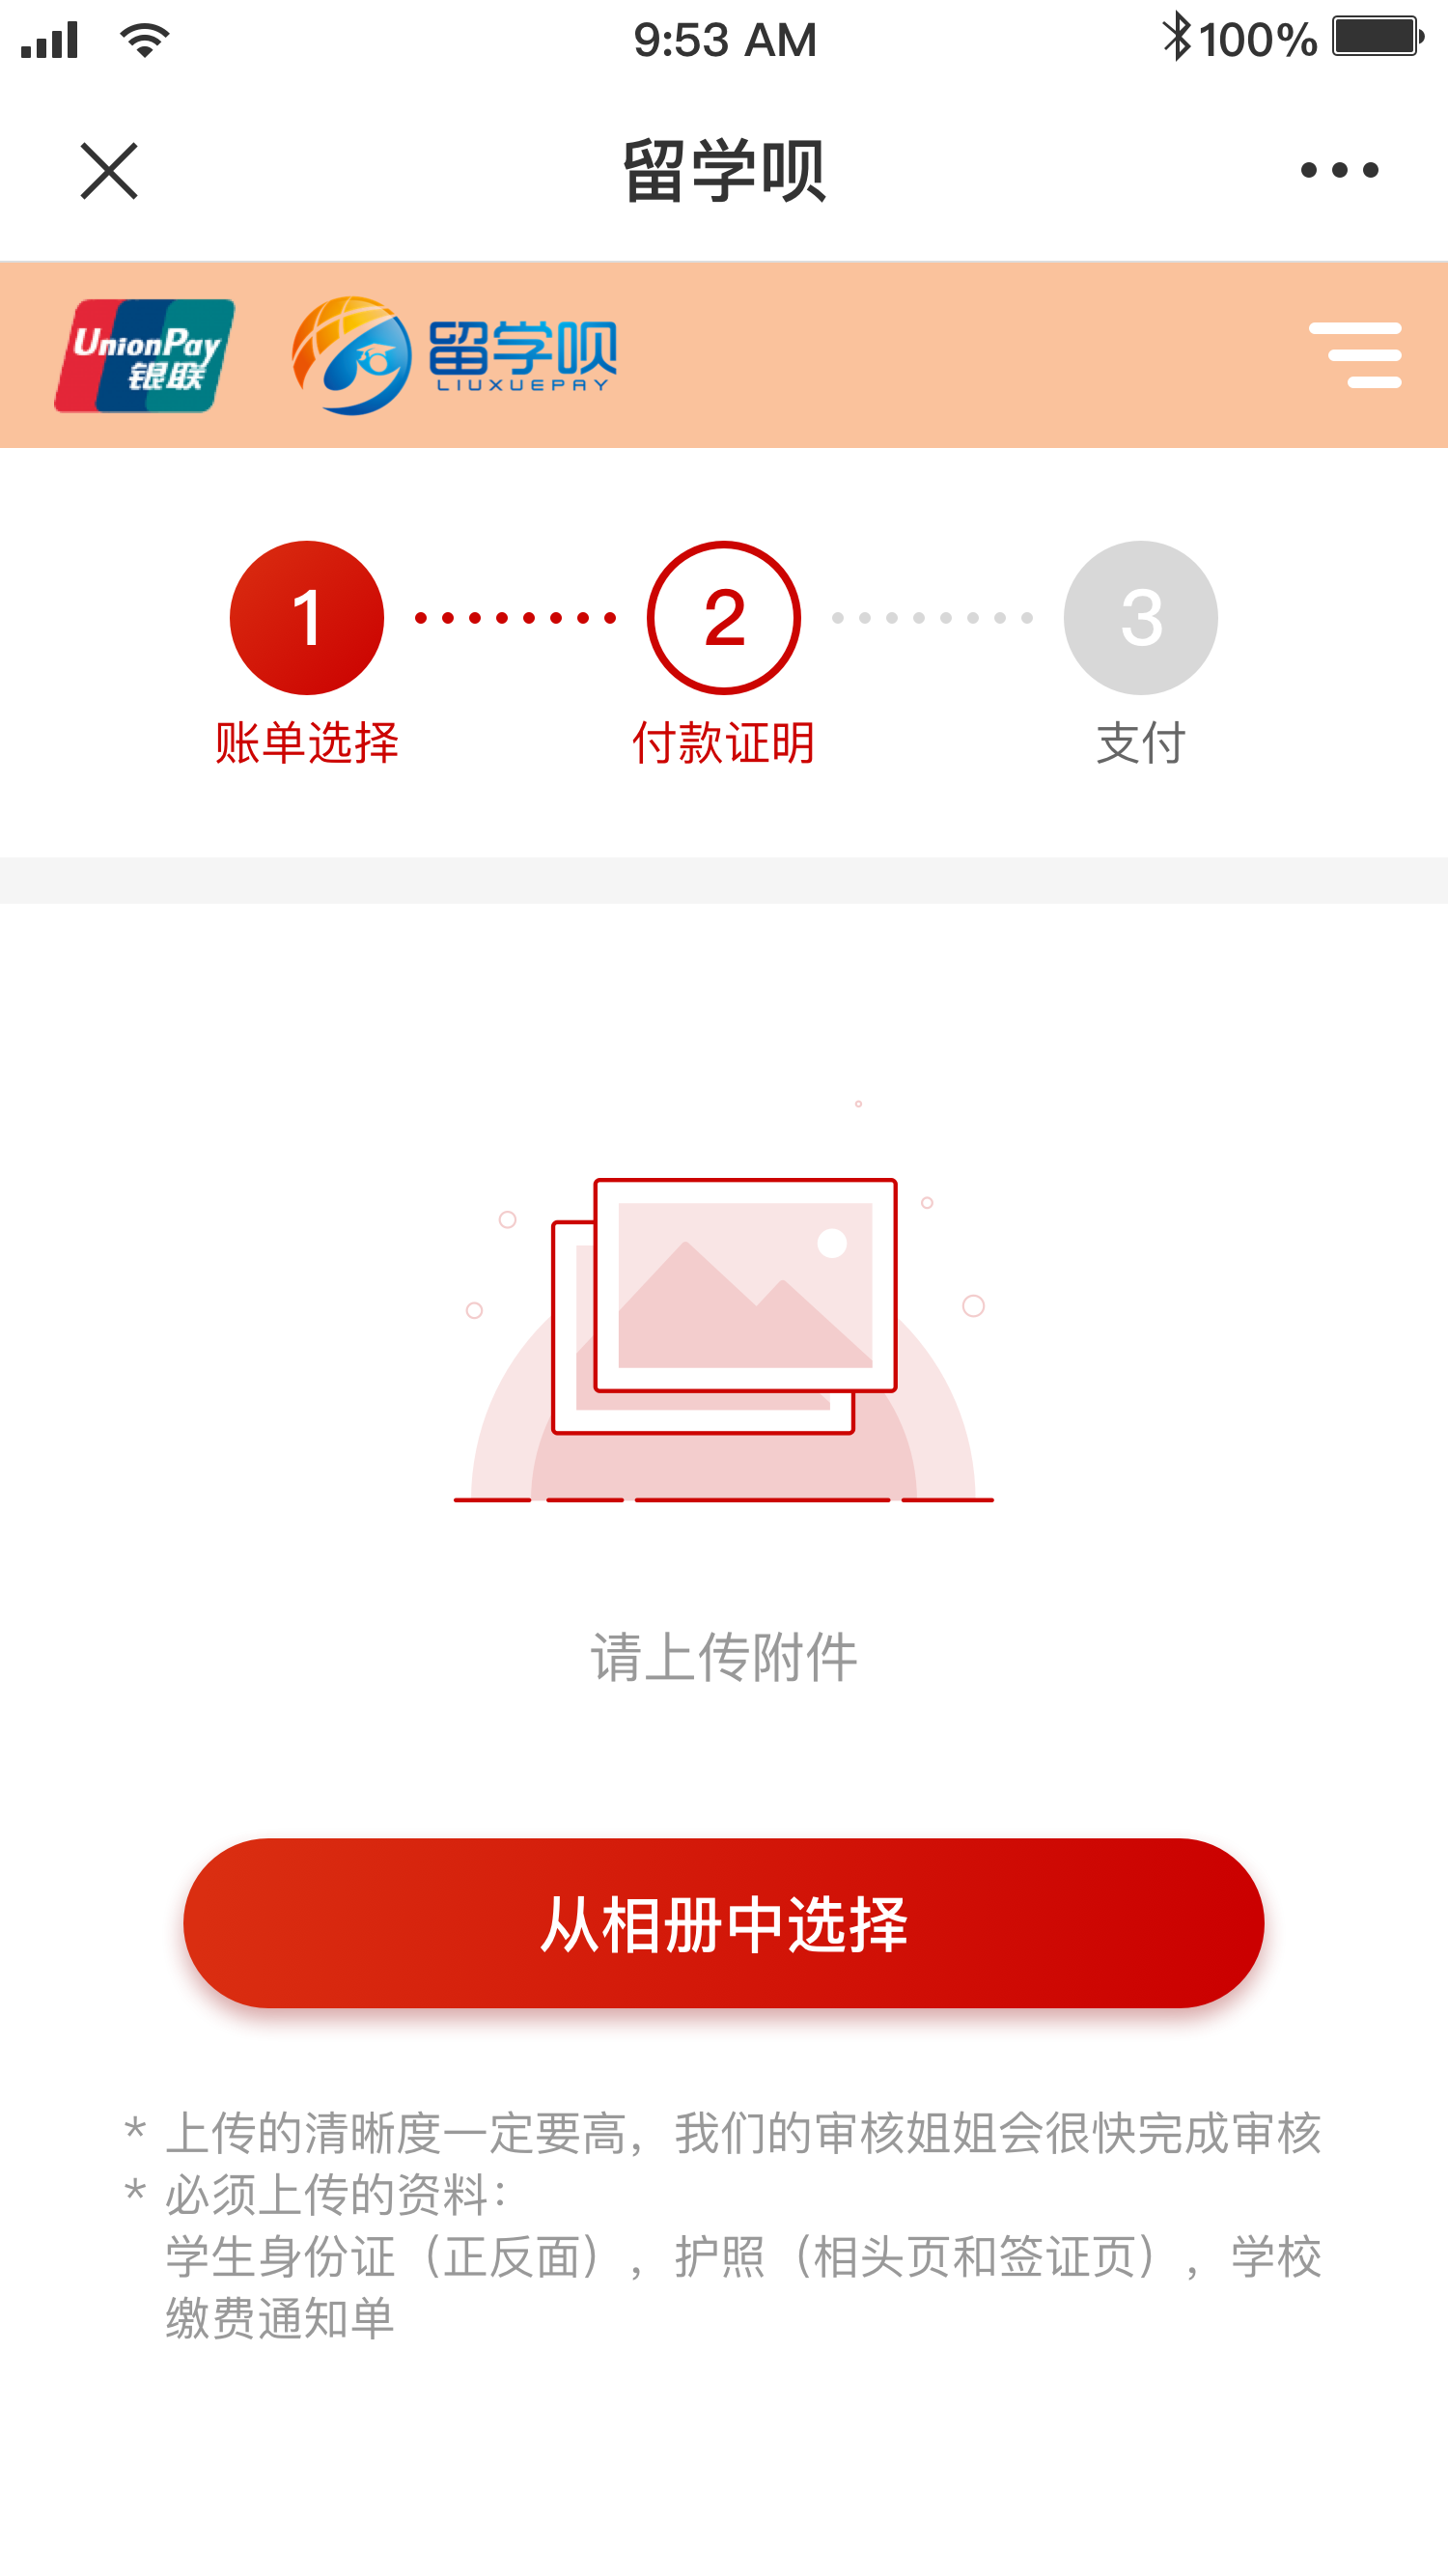 9:53 AM
100%
留学呗
UnionPay
银联
留学呗
LIUXUEPAY
1
2
3
账单选择
付款证明
支付
请上传附件
从相册中选择
* 上传的清晰度一定要高，我们的审核姐姐会很快完成审核
* 必须上传的资料：
学生身份证（正反面），护照（相头页和签证页），学校
缴费通知单